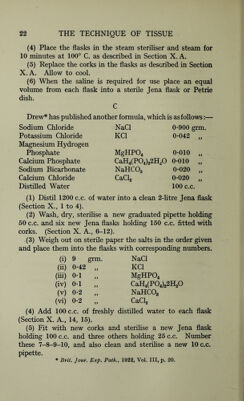 22 THE TECHNIQUE OF TISSUE
(4) Place the flasks in the steam steriliser and steam for
10 minutes at 100° C. as described in Section X. A.
(5) Replace the corks in the flasks as described in Section
X. A. Allow to cool.
(6) When the saline is required for use place an equal
volume from each flask into a sterile Jena flask or Petrie
dish.
C
Drew* has published another formula, which is as follows:—
Sodium Chloride NaCl 0·900 grm.
Potassium Chloride KCl 0·042 „
Magnesium Hydrogen
Phosphate MgHPO₄ 0·010 „
Calcium Phosphate CaH₄(PO₄)₂2H₂O 0·010 „
Sodium Bicarbonate NaHCO₃ 0·020 „
Calcium Chloride CaCl₂ 0·020 „
Distilled Water 100 c.c.
(1) Distil 1200 c.c. of water into a clean 2-litre Jena flask
(Section X., 1 to 4).
(2) Wash, dry, sterilise a new graduated pipette holding
50 c.c. and six new Jena flasks holding 150 c.c. fitted with
corks. (Section X. A., 6–12).
(3) Weigh out on sterile paper the salts in the order given
and place them into the flasks with corresponding numbers.
(i) 9 grm. NaCl
(ii) 0·42 „ KCl
(iii) 0·1 „ MgHPO₄
(iv) 0·1 „ CaH₄(PO₄)₂2H₂O
(v) 0·2 „ NaHCO₃
(vi) 0·2 „ CaCl₂
(4) Add 100 c.c. of freshly distilled water to each flask
(Section X. A., 14, 15).
(5) Fit with new corks and sterilise a new Jena flask
holding 100 c.c. and three others holding 25 c.c. Number
these 7–8–9–10, and also clean and sterilise a new 10 c.c.
pipette.
* Brit. Jour. Exp. Path., 1922, Vol. III, p. 20.